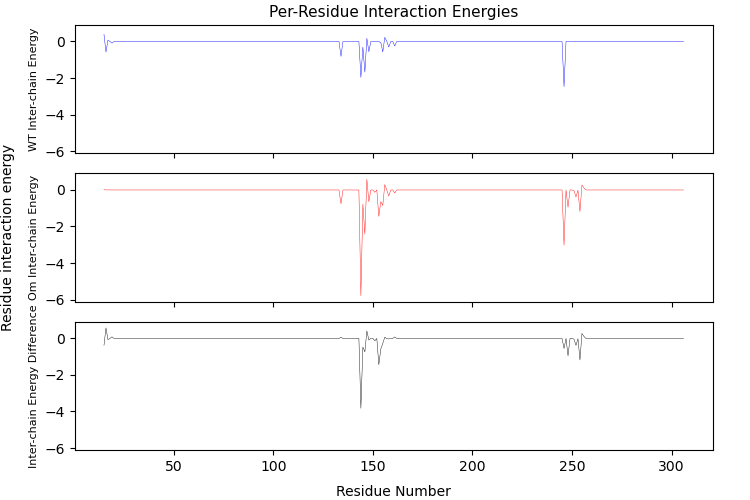 Per-Residue Interaction Energies
Residue interaction energy
WT Inter-chain Energy
0
−2
−4
−6
Om Inter-chain Energy
0
−2
−4
−6
Inter-chain Energy Difference
0
−2
−4
−6
50 100 150 200 250 300
Residue Number